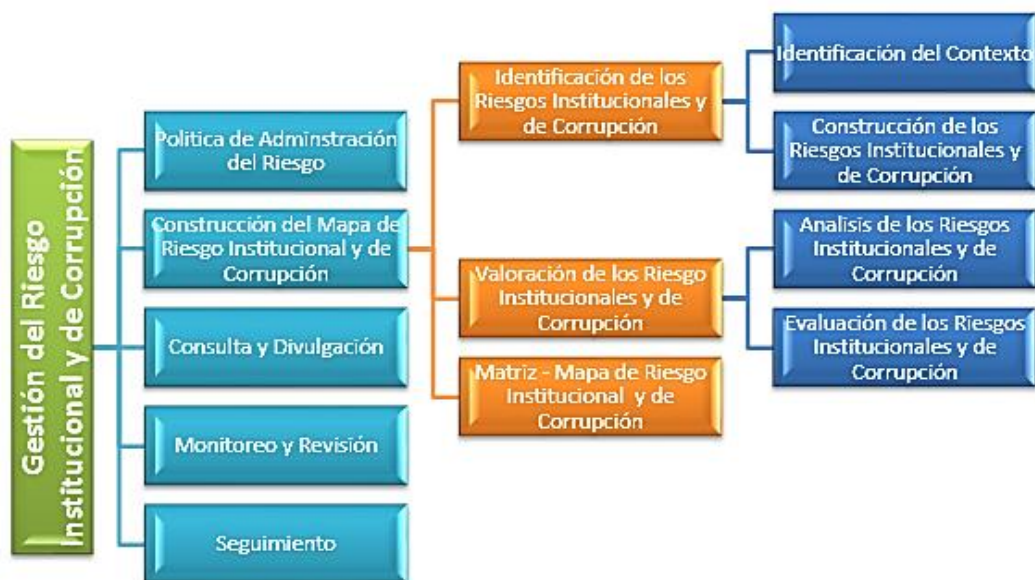 Gestión del Riesgo
Institucional y de Corrupción
Politica de Adminstración
del Riesgo
Construcción del Mapa de
Riesgo Institucional y de
Corrupción
Consulta y Divulgación
Monitoreo y Revisión
Seguimiento
Identificación de los
Riesgos Institucionales y
de Corrupción
Valoración de los Riesgo
Institucionales y de
Corrupción
Matriz - Mapa de Riesgo
Institucional y de
Corrupción
Identificación del Contexto
Construcción de los
Riesgos Institucionales y
de Corrupción
Analisis de los Riesgos
Institucionales y de
Corrupción
Evaluación de los Riesgos
Institucionales y de
Corrupción